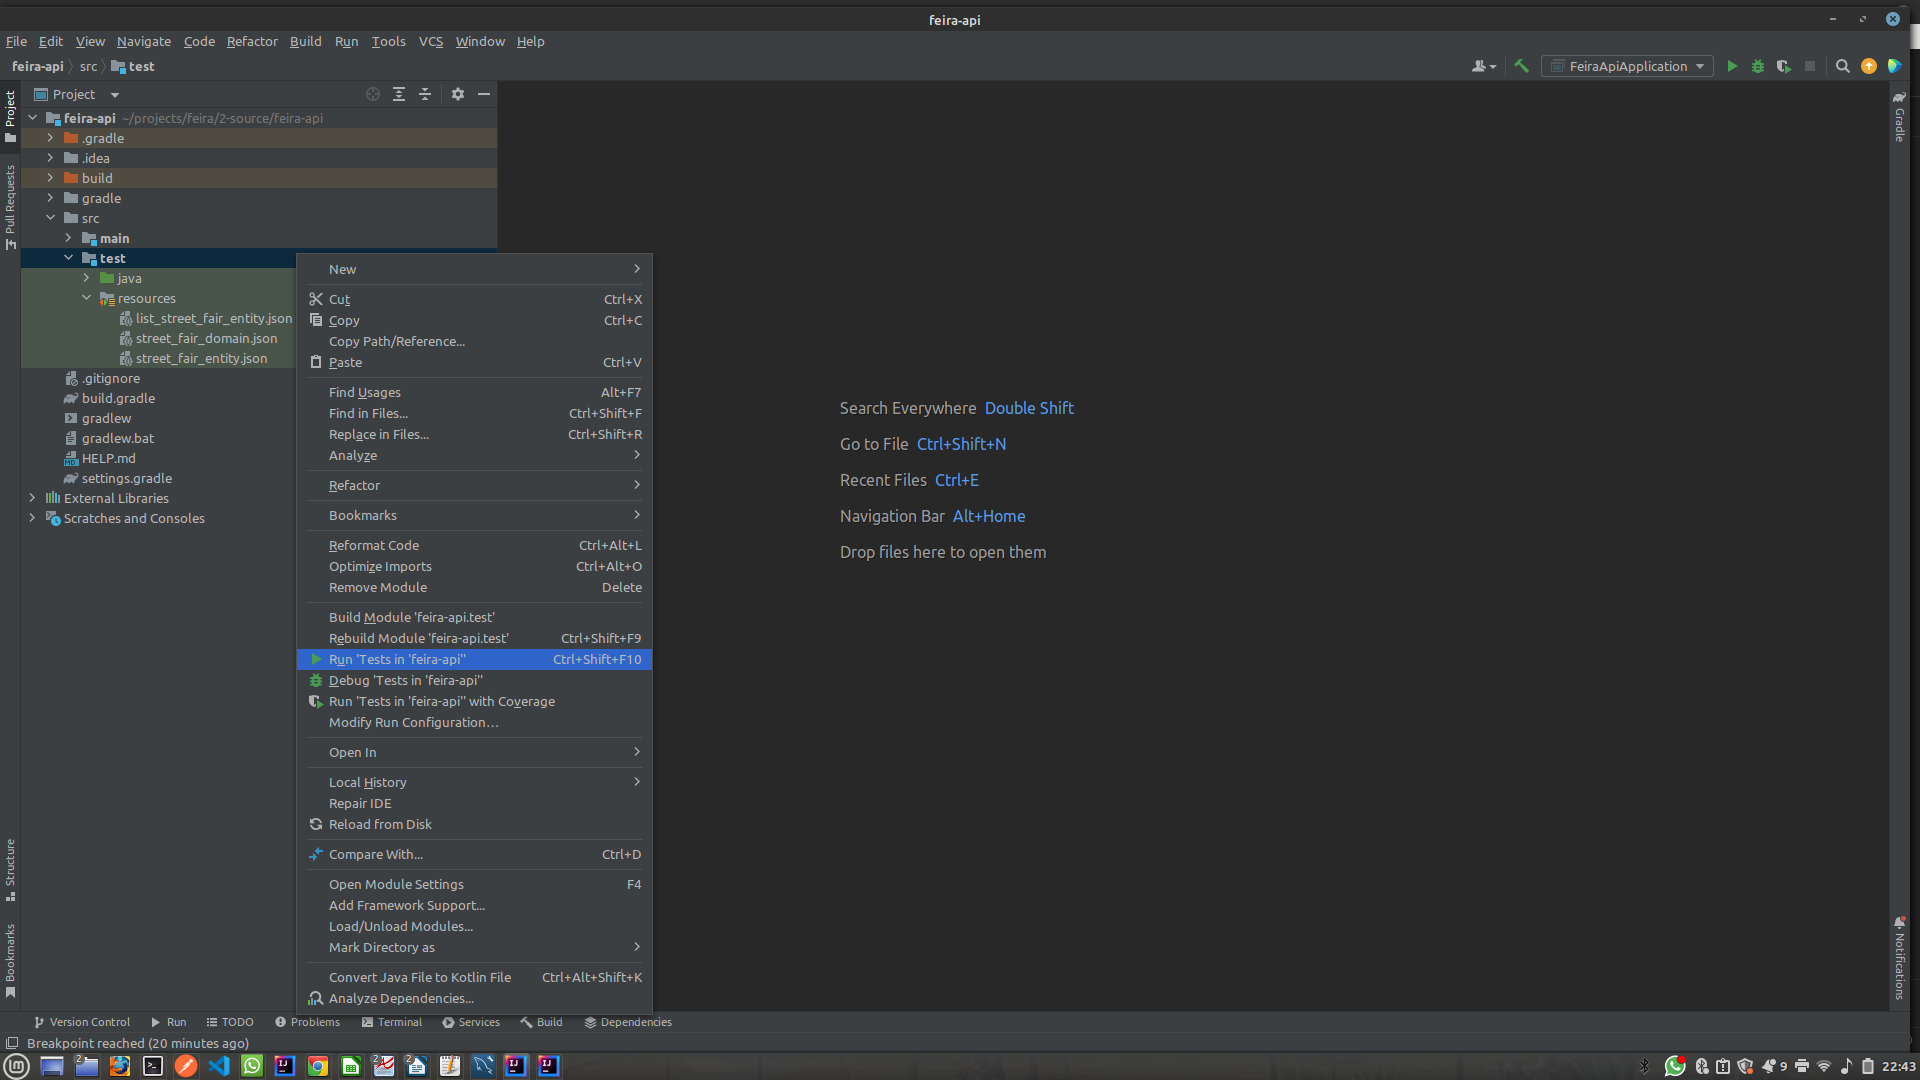 feira-api
File Edit View Navigate Code Refactor Build Run Tools VCS Window Help
feira-api src test
FeiraApiApplication
Project
Project
Pull Requests
Structure
Bookmarks
feira-api ~/projects/feira/2-source/feira-api
.gradle
.idea
build
gradle
src
main
test
java
resources
list_street_fair_entity.json
street_fair_domain.json
street_fair_entity.json
.gitignore
build.gradle
gradlew
gradlew.bat
HELP.md
settings.gradle
External Libraries
Scratches and Consoles
New
Cut Ctrl+X
Copy Ctrl+C
Copy Path/Reference...
Paste Ctrl+V
Find Usages Alt+F7
Find in Files... Ctrl+Shift+F
Replace in Files... Ctrl+Shift+R
Analyze
Refactor
Bookmarks
Reformat Code Ctrl+Alt+L
Optimize Imports Ctrl+Alt+O
Remove Module Delete
Build Module 'feira-api.test'
Rebuild Module 'feira-api.test' Ctrl+Shift+F9
Run 'Tests in 'feira-api'' Ctrl+Shift+F10
Debug 'Tests in 'feira-api''
Run 'Tests in 'feira-api'' with Coverage
Modify Run Configuration...
Open In
Local History
Repair IDE
Reload from Disk
Compare With... Ctrl+D
Open Module Settings F4
Add Framework Support...
Load/Unload Modules...
Mark Directory as
Convert Java File to Kotlin File Ctrl+Alt+Shift+K
Analyze Dependencies...
Search Everywhere Double Shift
Go to File Ctrl+Shift+N
Recent Files Ctrl+E
Navigation Bar Alt+Home
Drop files here to open them
Gradle
Notifications
Version Control Run TODO Problems Terminal Services Build Dependencies
Breakpoint reached (20 minutes ago)
2 2 2 9 22:43